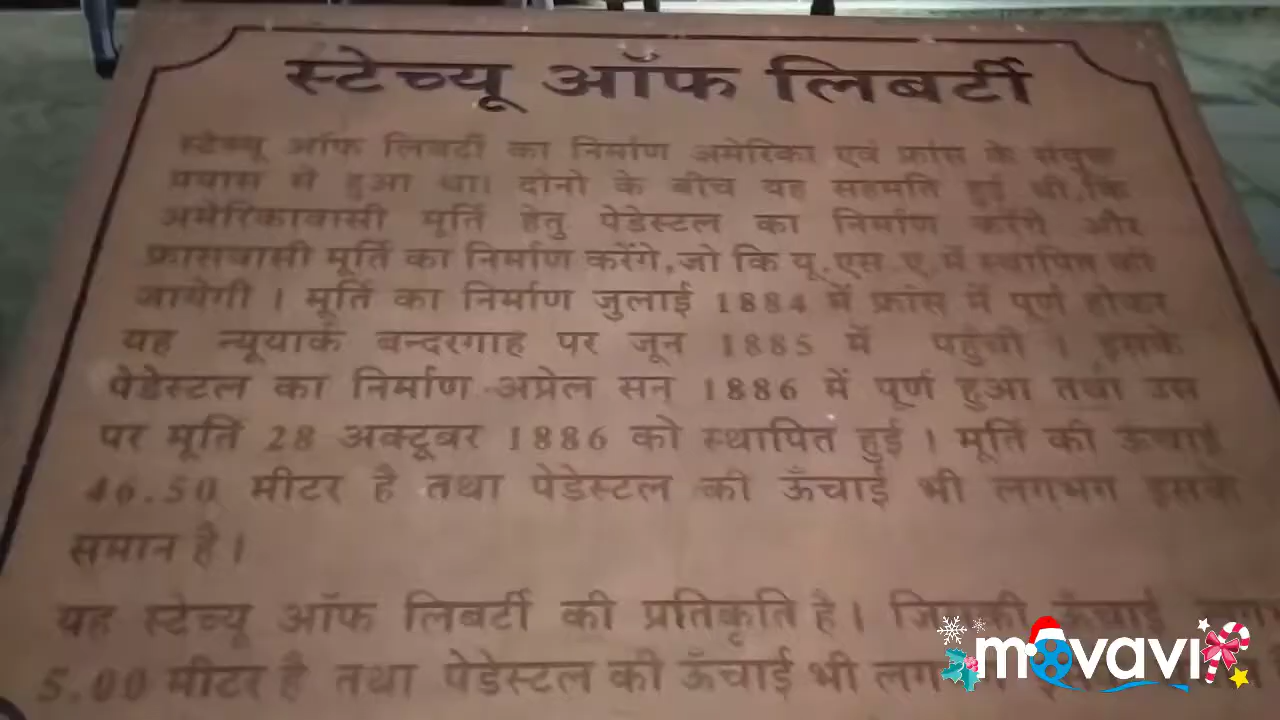 स्टेच्यू ऑफ लिबर्टी
स्टेच्यू ऑफ लिबर्टी का निर्माण अमेरिका एवं फ्रांस के संयुक्त
प्रयास से हुआ था। दोनो के बीच यह सहमति हुई थी,कि
अमेरिकावासी मूर्ति हेतु पेडेस्टल का निर्माण करेंगे और
फ्रांसवासी मूर्ति का निर्माण करेंगे,जो कि यू.एस.ए.में स्थापित की
जायेगी । मूर्ति का निर्माण जुलाई 1884 में फ्रांस में पूर्ण होकर
यह न्यूयार्क बन्दरगाह पर जून 1885 में पहुंची । इसके
पेडेस्टल का निर्माण अप्रेल सन् 1886 में पूर्ण हुआ तथा उस
पर मूर्ति 28 अक्टूबर 1886 को स्थापित हुई । मूर्ति की ऊंचाई
46.50 मीटर है तथा पेडेस्टल की ऊँचाई भी लगभग इसके
समान है।
यह स्टेच्यू ऑफ लिबर्टी की प्रतिकृति है। जिसकी ऊँचाई
5.00 मीटर है तथा पेडेस्टल की ऊँचाई भी
movavi